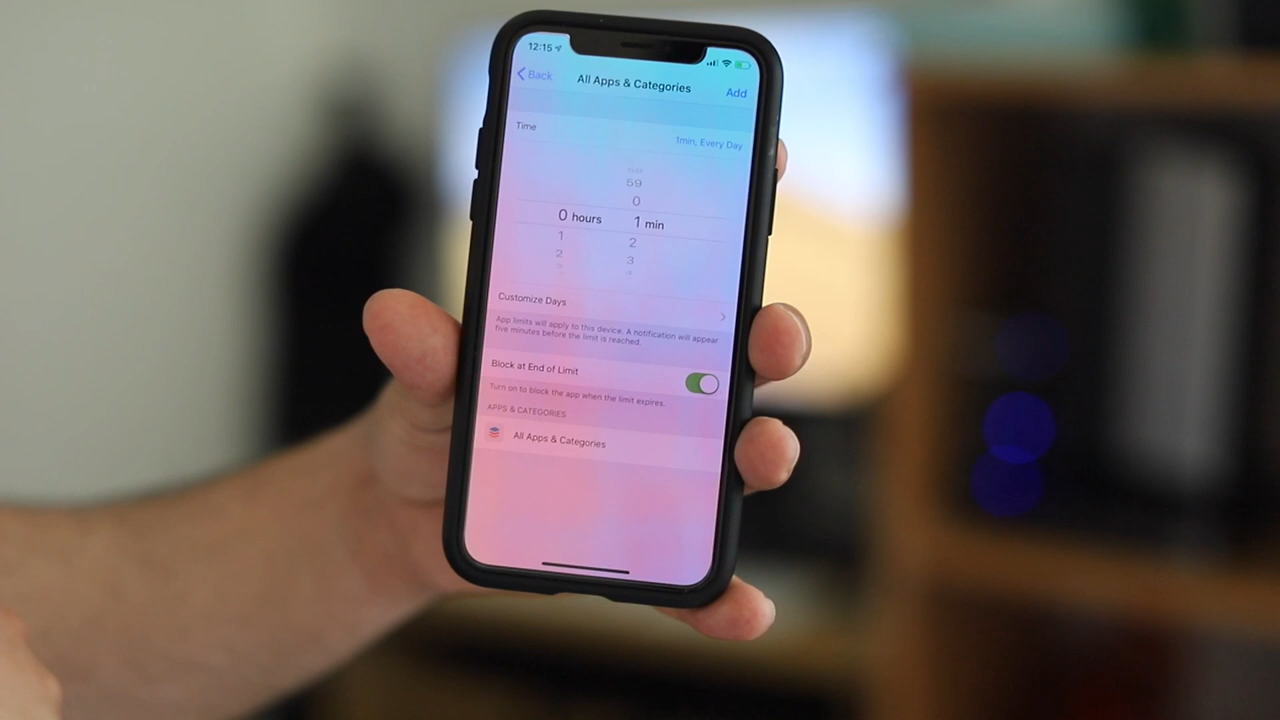 12:15
Back
All Apps & Categories
Add
Time
1min, Every Day
59
0
0 hours
1 min
1
2
2
3
Customize Days
App limits will apply to this device. A notification will appear
five minutes before the limit is reached.
Block at End of Limit
Turn on to block the app when the limit expires.
APPS & CATEGORIES
All Apps & Categories